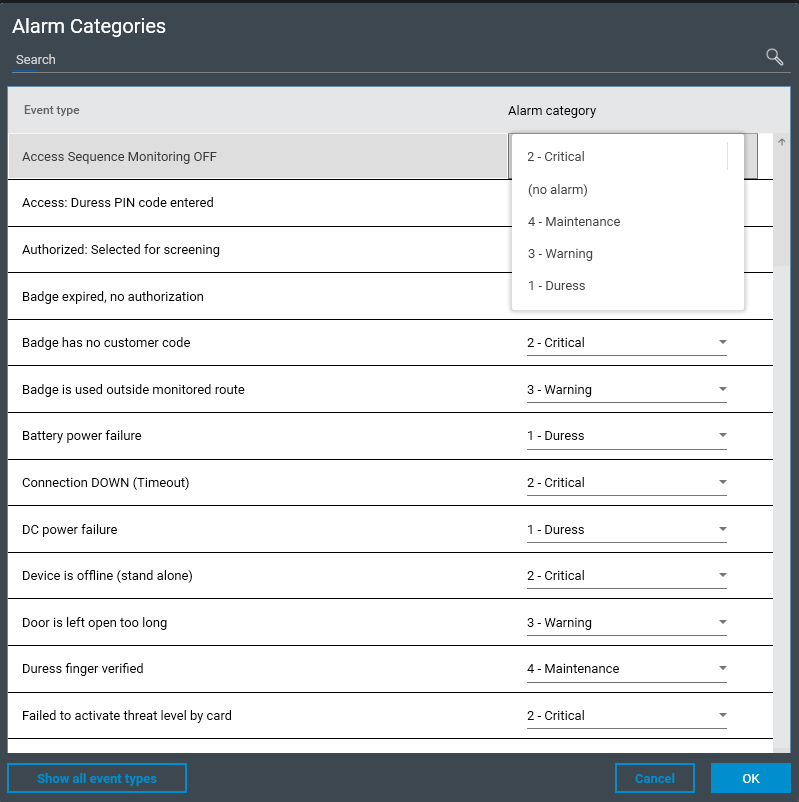 Alarm Categories
Search
Event type Alarm category
Access Sequence Monitoring OFF 2 - Critical
(no alarm)
Access: Duress PIN code entered
4 - Maintenance
Authorized: Selected for screening 3 - Warning
1 - Duress
Badge expired, no authorization
Badge has no customer code 2 - Critical
Badge is used outside monitored route 3 - Warning
Battery power failure 1 - Duress
Connection DOWN (Timeout) 2 - Critical
DC power failure 1 - Duress
Device is offline (stand alone) 2 - Critical
Door is left open too long 3 - Warning
Duress finger verified 4 - Maintenance
Failed to activate threat level by card 2 - Critical
Show all event types Cancel OK